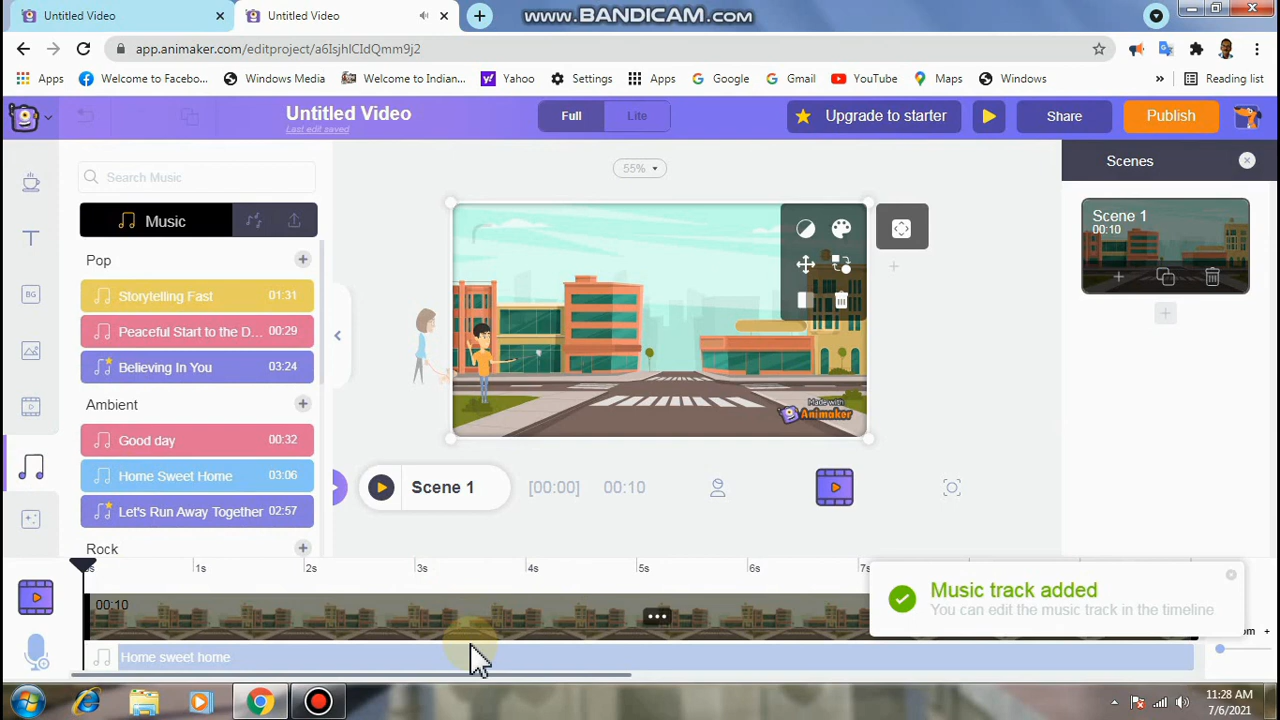 Untitled Video
Untitled Video
www.BANDICAM.com
app.animaker.com/editproject/a6IsjhlCIdQmm9j2
Apps
Welcome to Facebo...
Windows Media
Welcome to Indian...
Yahoo
Settings
Apps
Google
Gmail
YouTube
Maps
Windows
»
Reading list
Untitled Video
Last edit saved
Full
Lite
Upgrade to starter
Share
Publish
Search Music
55%
Scenes
Music
Scene 1
00:10
Pop
Storytelling Fast 01:31
Peaceful Start to the D... 00:29
Believing In You 03:24
Ambient
Good day 00:32
Home Sweet Home 03:06
Let's Run Away Together 02:57
Rock
T
BG
Made with
Animaker
Scene 1
[00:00] 00:10
1s
2s
3s
4s
5s
6s
7s
00:10
Music track added
You can edit the music track in the timeline
Home sweet home
11:28 AM
7/6/2021